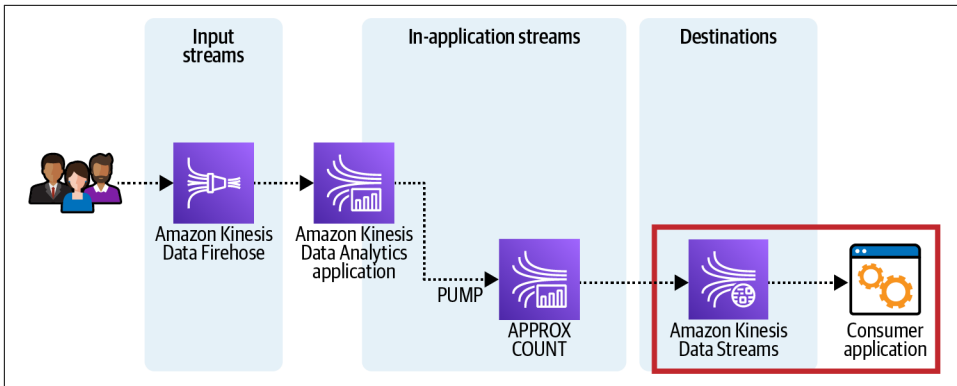 Input
streams
In-application streams
Destinations
Amazon Kinesis
Data Firehose
Amazon Kinesis
Data Analytics
application
PUMP
APPROX
COUNT
Amazon Kinesis
Data Streams
Consumer
application